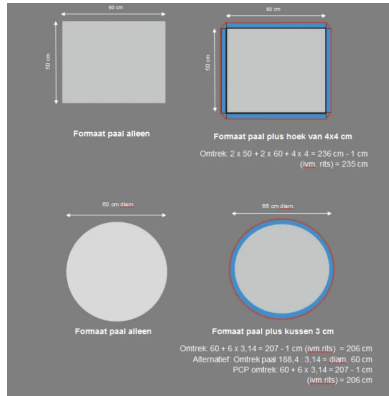 60 cm
60 cm
60 cm
60 cm
Formaat paal alleen
Formaat paal plus hoek van 4x4 cm
Omtrek: 2 x 50 + 2 x 60 + 4 x 4 = 236 cm - 1 cm
(ivm. rits) = 235 cm
60 cm diam.
66 cm diam.
Formaat paal alleen
Formaat paal plus kussen 3 cm
Omtrek: 60 + 6 x 3,14 = 207 - 1 cm (ivm.rits) = 206 cm
Alternatief: Omtrek paal 188,4 : 3,14 = diam. 60 cm
PCP omtrek: 60 + 6 x 3,14 = 207 - 1 cm
(ivm.rits) = 206 cm